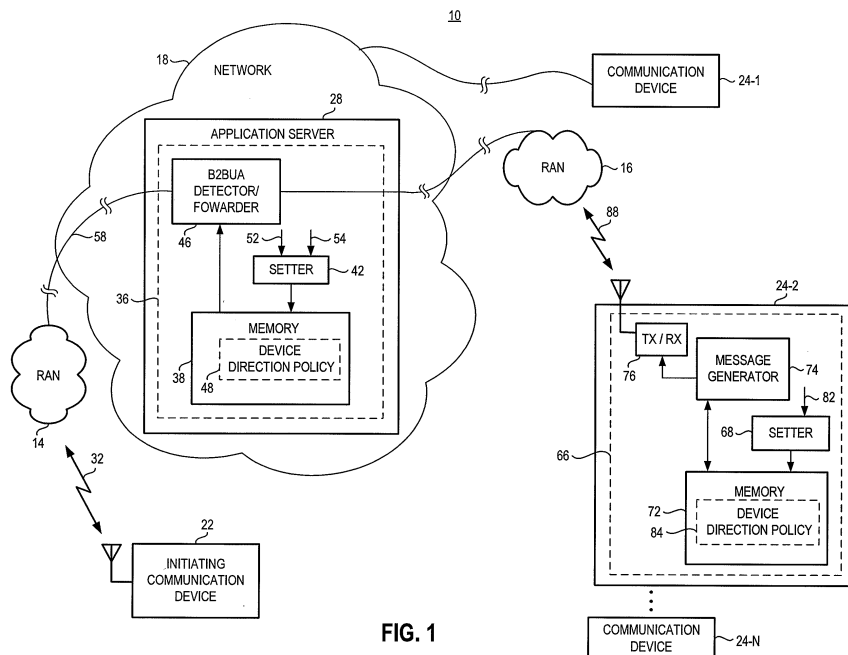 10
18
NETWORK
28
APPLICATION SERVER
B2BUA
DETECTOR/
FOWARDER
46
52
54
SETTER
42
36
MEMORY
DEVICE
DIRECTION POLICY
38
48
58
RAN
14
32
22
INITIATING
COMMUNICATION
DEVICE
COMMUNICATION
DEVICE
24-1
RAN
16
88
24-2
TX / RX
76
MESSAGE
GENERATOR
74
82
68
SETTER
66
MEMORY
72
DEVICE
DIRECTION POLICY
84
COMMUNICATION
DEVICE
24-N
FIG. 1